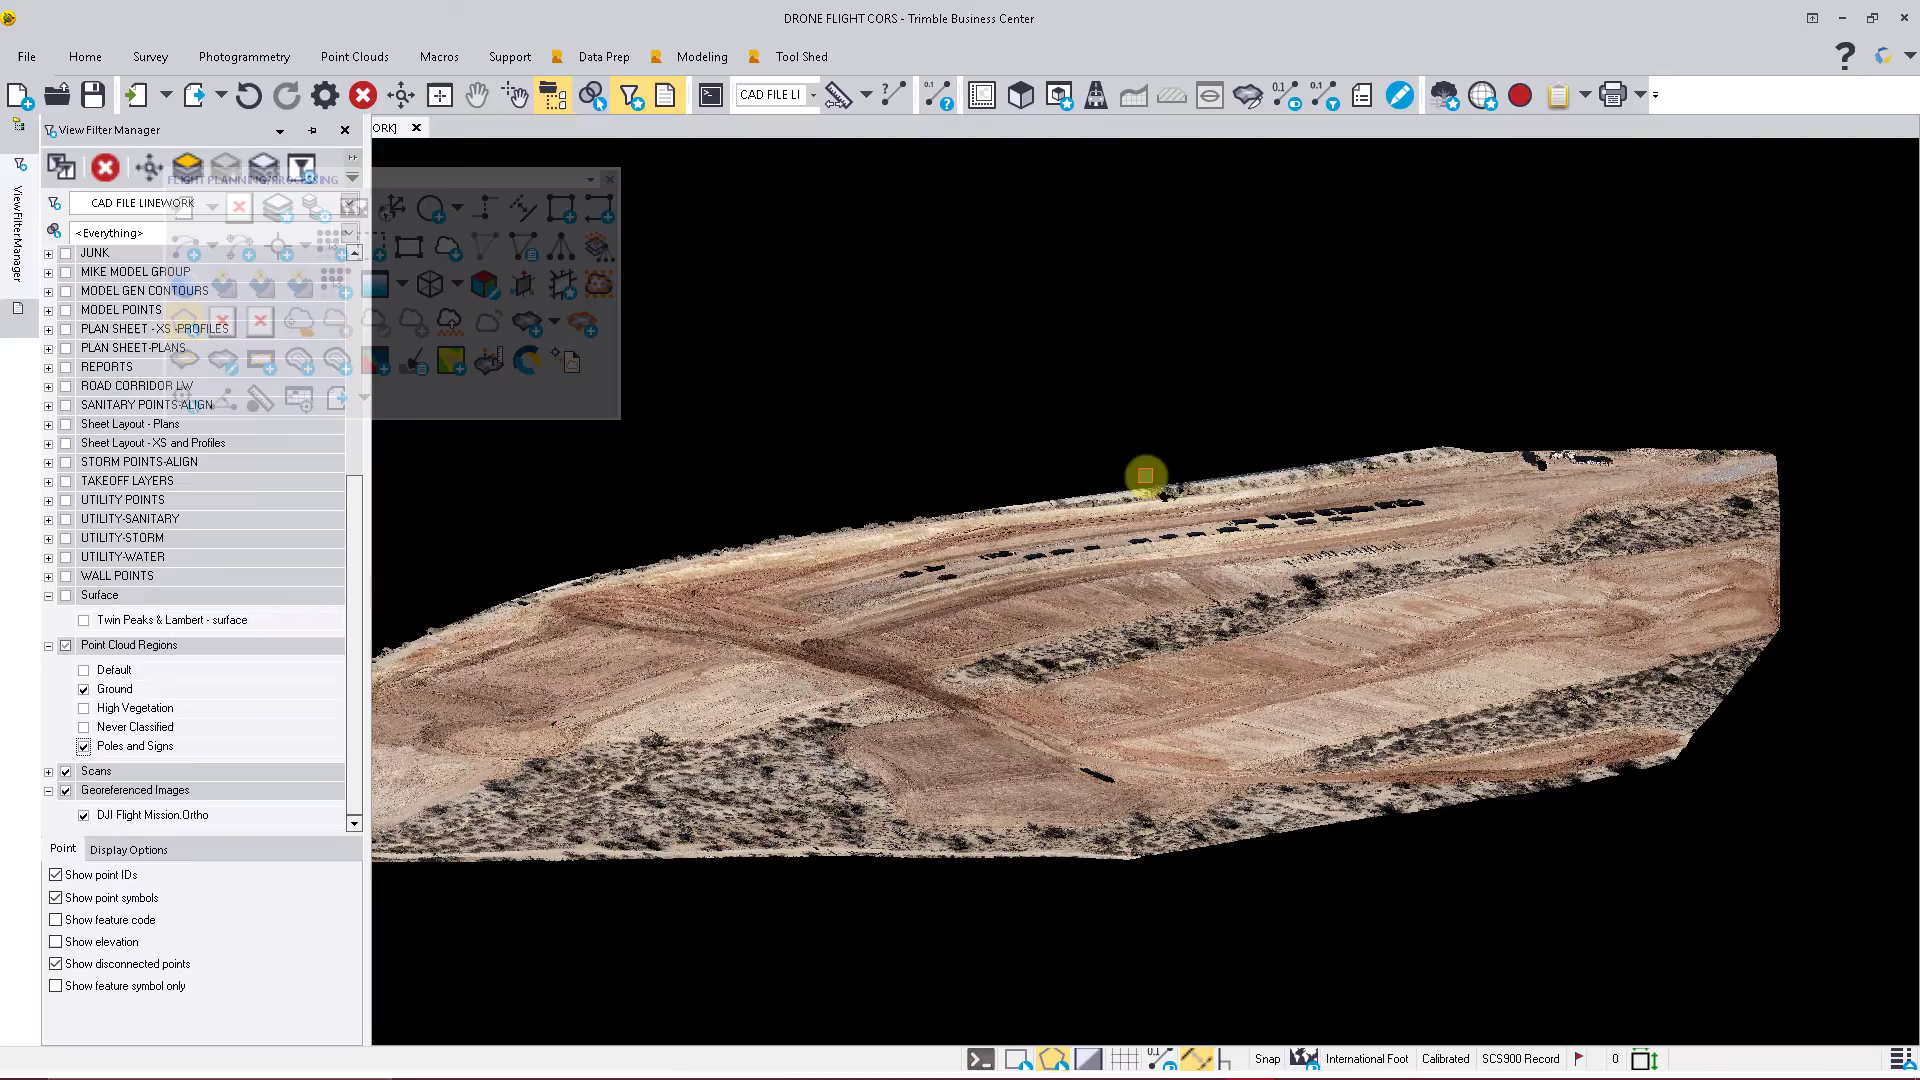 DRONE FLIGHT CORS - Trimble Business Center
File Home Survey Photogrammetry Point Clouds Macros Support Data Prep Modeling Tool Shed
CAD FILE LI
View Filter Manager
ORK]
FLIGHT PLANNING/PROCESSING
CAD FILE LINEWORK
<Everything>
View Filter Manager
JUNK
MIKE MODEL GROUP
MODEL GEN CONTOURS
MODEL POINTS
PLAN SHEET - XS -PROFILES
PLAN SHEET-PLANS
REPORTS
ROAD CORRIDOR LW
SANITARY POINTS-ALIGN
Sheet Layout - Plans
Sheet Layout - XS and Profiles
STORM POINTS-ALIGN
TAKEOFF LAYERS
UTILITY POINTS
UTILITY-SANITARY
UTILITY-STORM
UTILITY-WATER
WALL POINTS
Surface
Twin Peaks & Lambert - surface
Point Cloud Regions
Default
Ground
High Vegetation
Never Classified
Poles and Signs
Scans
Georeferenced Images
DJI Flight Mission.Ortho
Point Display Options
Show point IDs
Show point symbols
Show feature code
Show elevation
Show disconnected points
Show feature symbol only
Snap International Foot Calibrated SCS900 Record 0